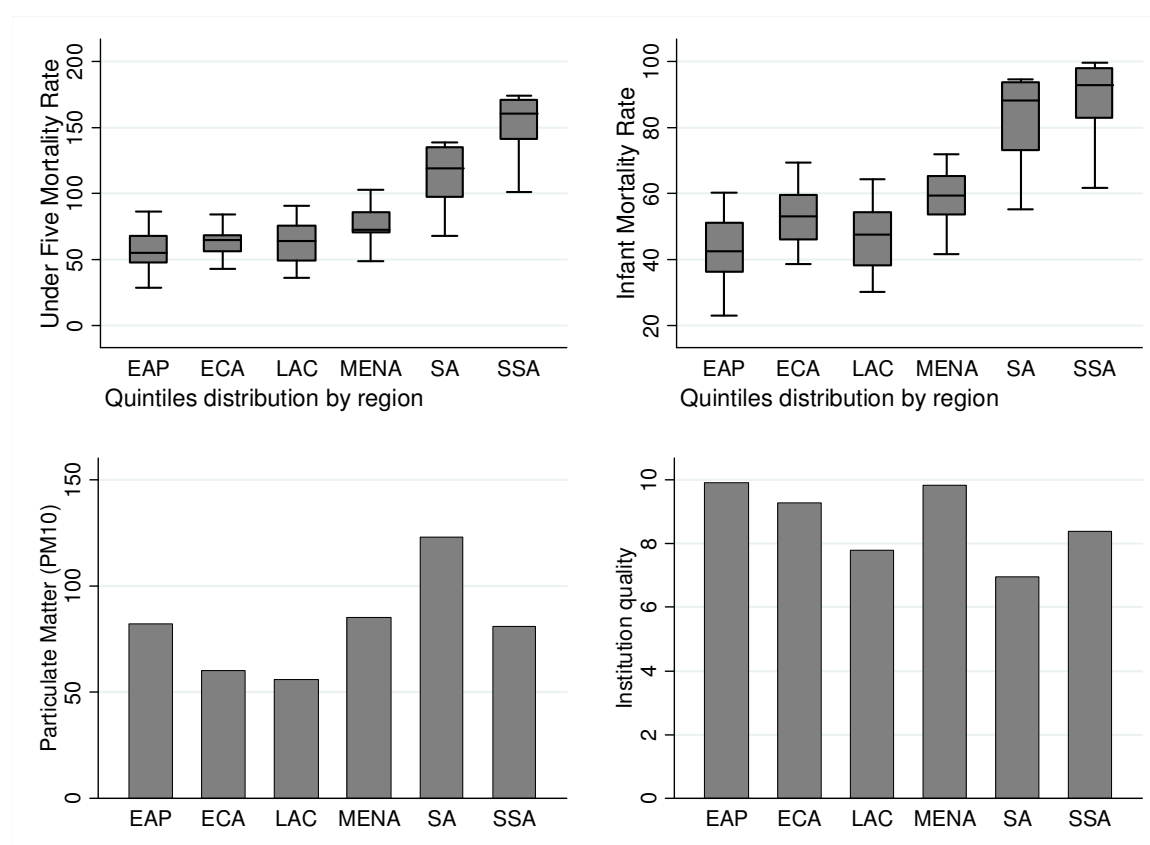 Under Five Mortality Rate
200
150
100
50
0
EAP ECA LAC MENA SA SSA
Quintiles distribution by region
Infant Mortality Rate
100
80
60
40
20
EAP ECA LAC MENA SA SSA
Quintiles distribution by region
Particulate Matter (PM10)
150
100
50
0
EAP ECA LAC MENA SA SSA
Institution quality
10
8
6
4
2
0
EAP ECA LAC MENA SA SSA